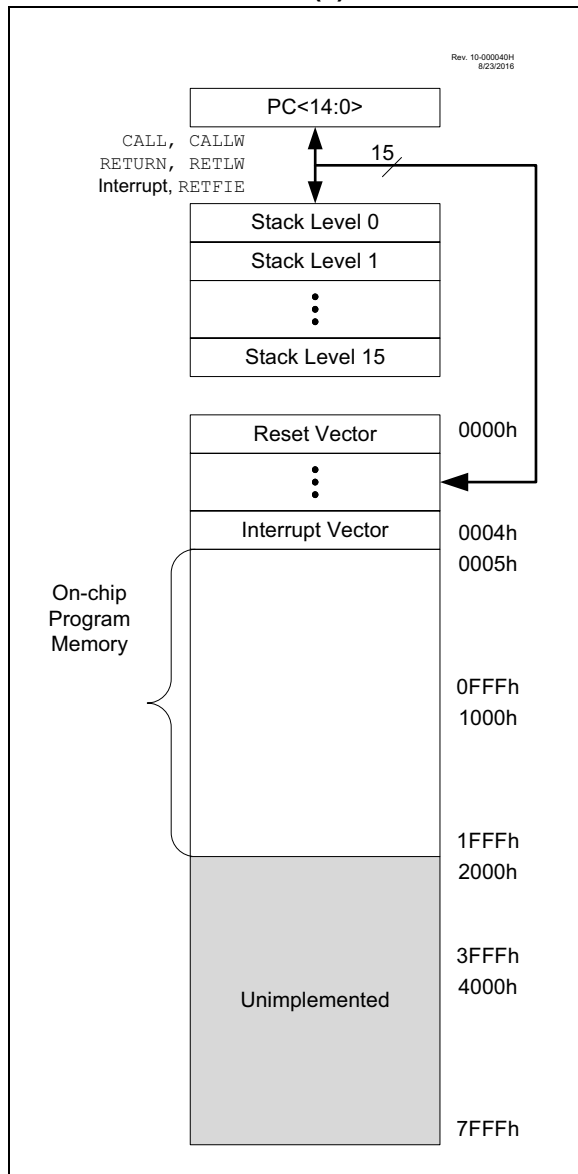 Rev. 10-000040H
8/23/2016
PC<14:0>
CALL, CALLW
RETURN, RETLW
Interrupt, RETFIE
15
Stack Level 0
Stack Level 1
Stack Level 15
Reset Vector
0000h
Interrupt Vector
0004h
0005h
On-chip
Program
Memory
0FFFh
1000h
1FFFh
2000h
Unimplemented
3FFFh
4000h
7FFFh